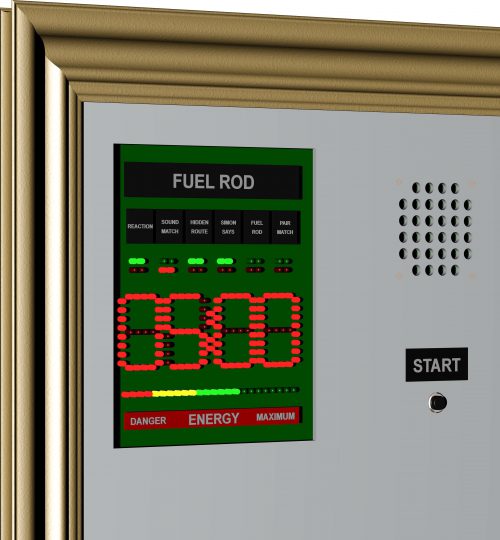 FUEL ROD
REACTION
SOUND
MATCH
HIDDEN
ROUTE
SIMON
SAYS
FUEL
ROD
PAIR
MATCH
DANGER ENERGY MAXIMUM
START